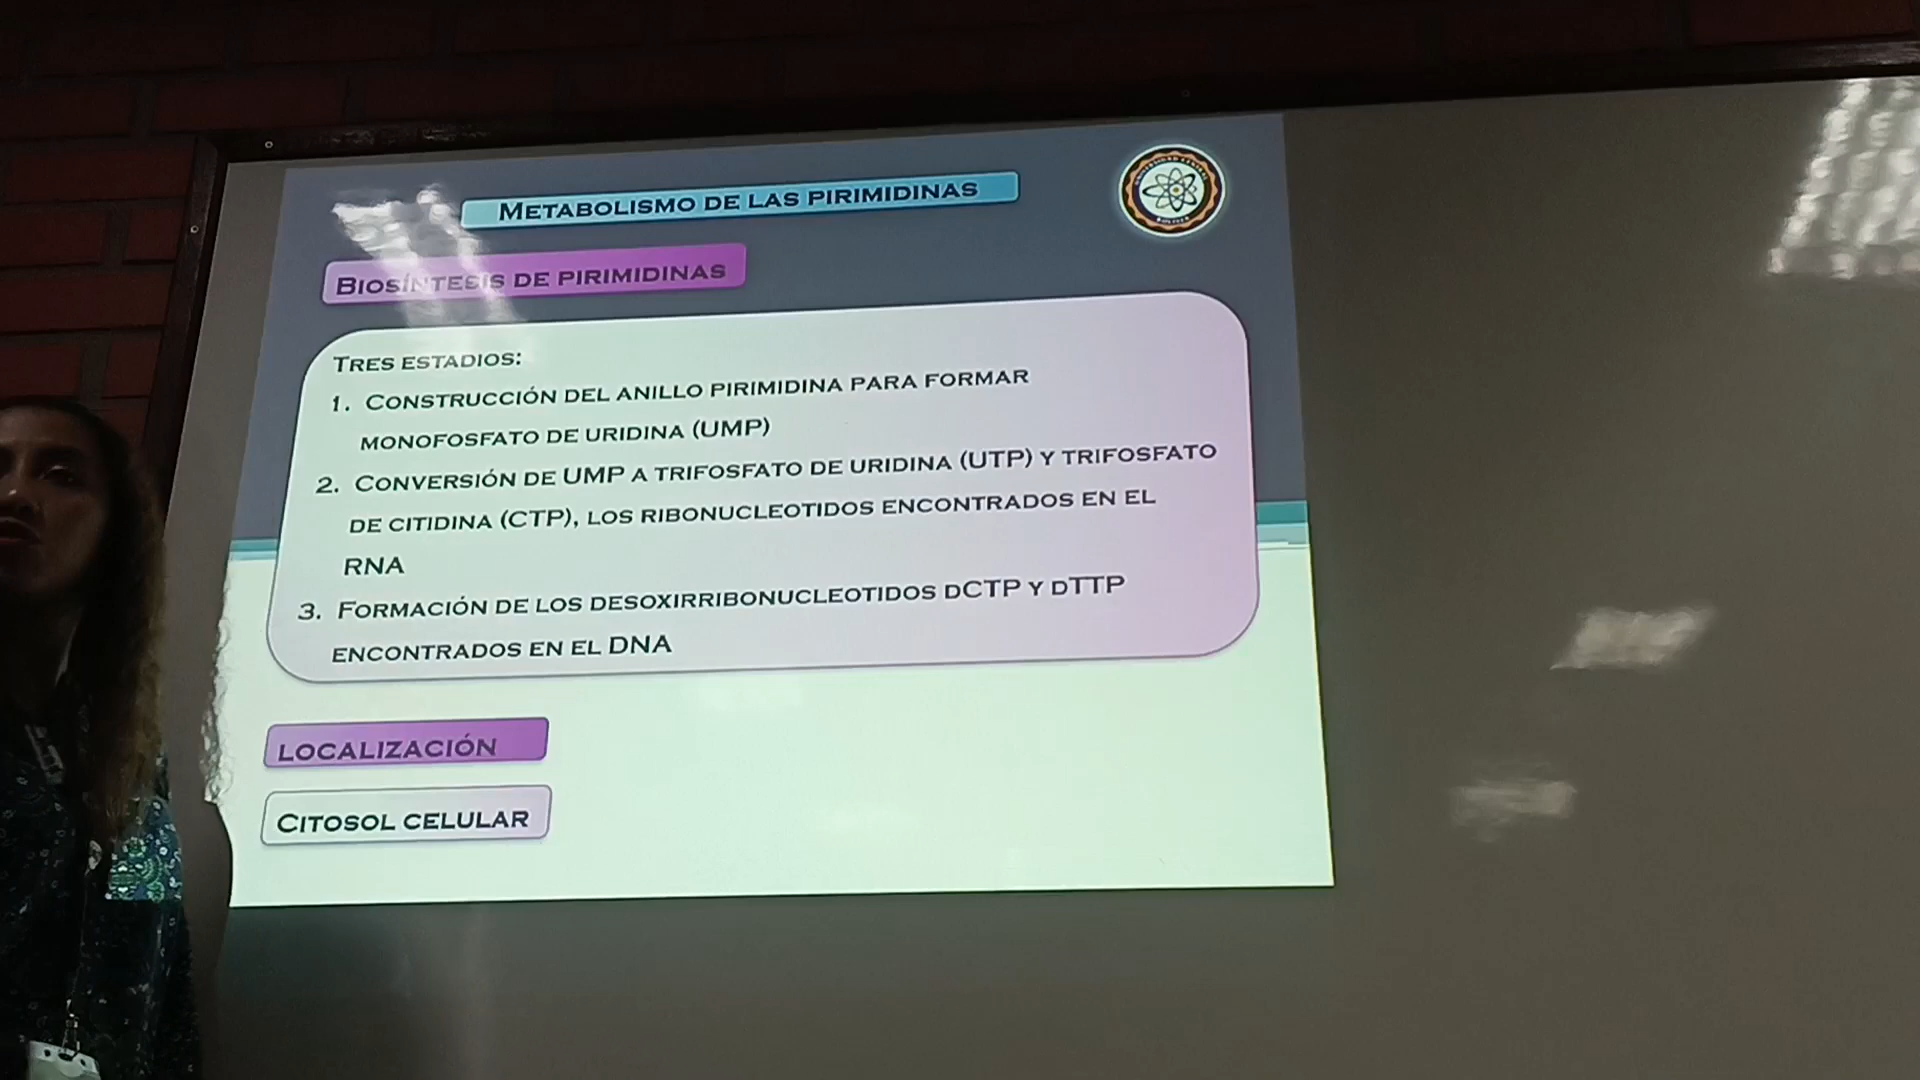 METABOLISMO DE LAS PIRIMIDINAS
BIOSÍNTESIS DE PIRIMIDINAS
TRES ESTADIOS:
1. CONSTRUCCIÓN DEL ANILLO PIRIMIDINA PARA FORMAR
MONOFOSFATO DE URIDINA (UMP)
2. CONVERSIÓN DE UMP A TRIFOSFATO DE URIDINA (UTP) Y TRIFOSFATO
DE CITIDINA (CTP), LOS RIBONUCLEOTIDOS ENCONTRADOS EN EL
RNA
3. FORMACIÓN DE LOS DESOXIRRIBONUCLEOTIDOS DCTP Y DTTP
ENCONTRADOS EN EL DNA
LOCALIZACIÓN
CITOSOL CELULAR